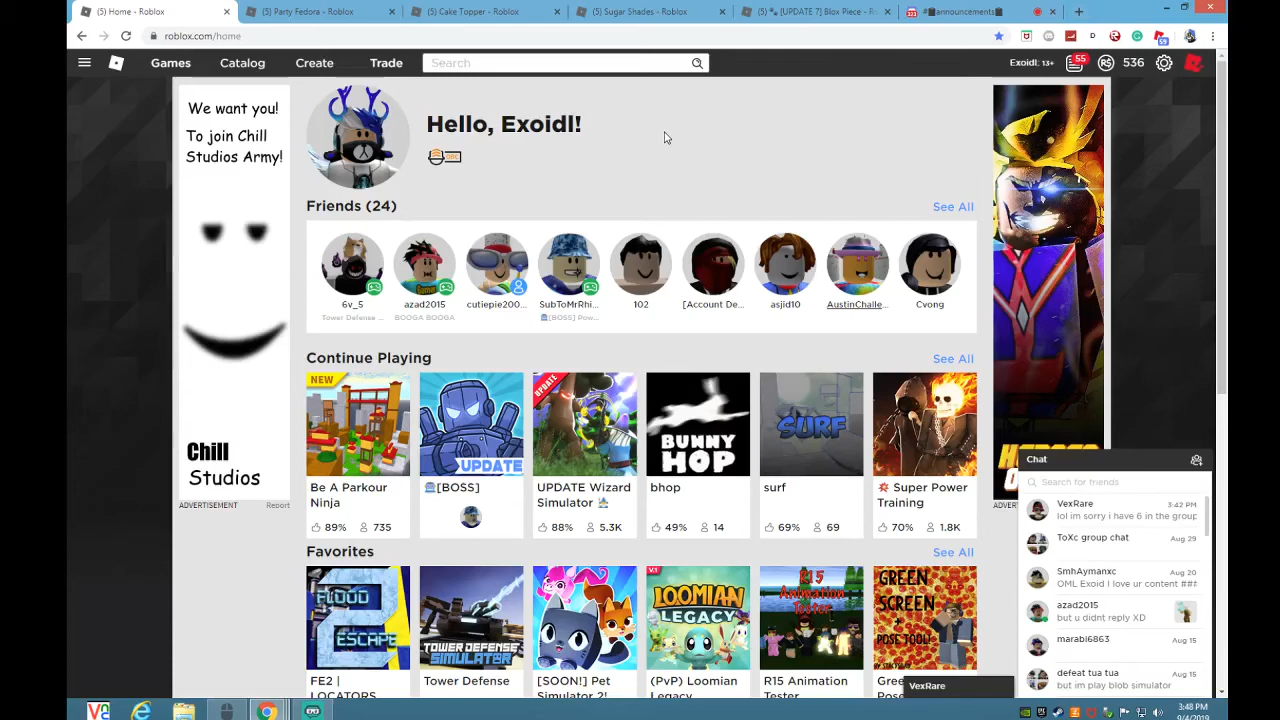 (5) Home - Roblox
(5) Party Fedora - Roblox
(5) Cake Topper - Roblox
(5) Sugar Shades - Roblox
[UPDATE 7] Blox Piece - R
announcements
roblox.com/home
59
Games
Catalog
Create
Trade
Search
Exoidl: 13+
55
536
We want you!
To join Chill
Studios Army!
Chill
Studios
ADVERTISEMENT
Report
Hello, Exoidl!
Friends (24)
See All
6v_5
azad2015
cutiepie200...
SubToMrRhi...
102
[Account De...
asjid10
AustinChalle...
Cvong
Tower Defense ...
BOOGA BOOGA
[BOSS] Pow...
Continue Playing
See All
NEW
UPDATE
UPDATE
BUNNY
HOP
SURF
Be A Parkour
Ninja
[BOSS]
UPDATE Wizard
Simulator
bhop
surf
Super Power
Training
89%
735
88%
5.3K
49%
14
69%
69
70%
1.8K
Favorites
See All
FLOOD
ESCAPE
TOWER DEFENSE
SIMULATOR
V.1
LOOMIAN
LEGACY
R15
Animation
Tester
GREEN
SCREEN
+
POSE TOOL!
FE2 |
LOCATORS
Tower Defense
[SOON!] Pet
Simulator 2!
(PvP) Loomian
Legacy
R15 Animation
Tester
Chat
Search for friends
VexRare
3:42 PM
lol im sorry i have 6 in the group
ToXc group chat
Aug 29
SmhAymanxc
Aug 20
OML Exoid I love ur content ###
azad2015
but u didnt reply XD
marabi6863
Aug 15
defeat tua tua
Aug 15
but im play blob simulator
VexRare
3:48 PM
9/4/2019